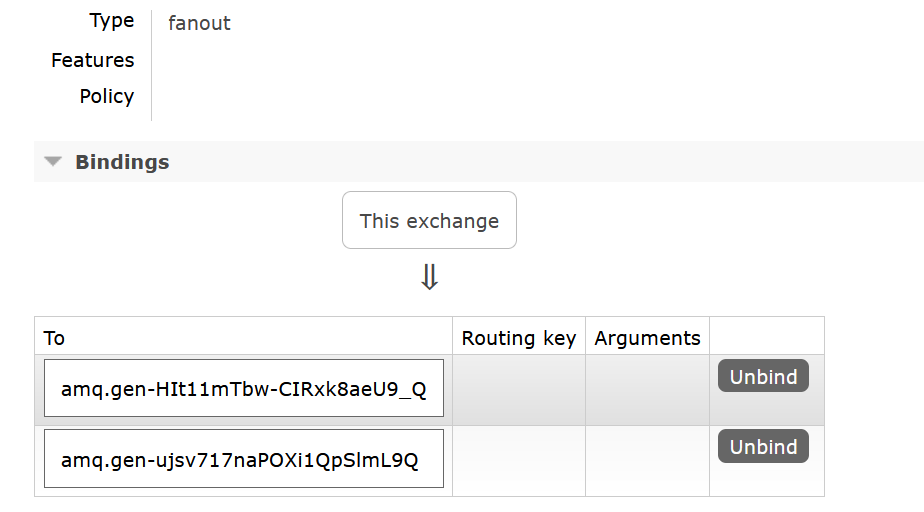 Type fanout
Features
Policy
Bindings
This exchange
⇓
To Routing key Arguments
amq.gen-HIt11mTbw-CIRxk8aeU9_Q Unbind
amq.gen-ujsv717naPOXi1QpSlmL9Q Unbind